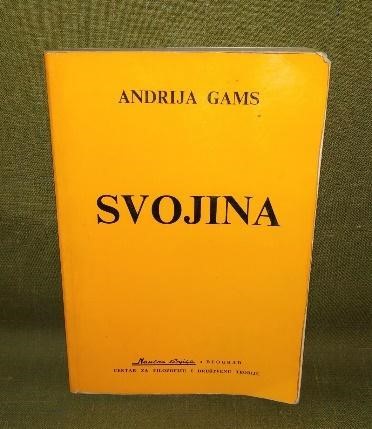 ANDRIJA GAMS
SVOJINA
Naučna knjiga • BEOGRAD
CENTAR ZA FILOZOFIJU I DRUŠTVENU TEORIJU